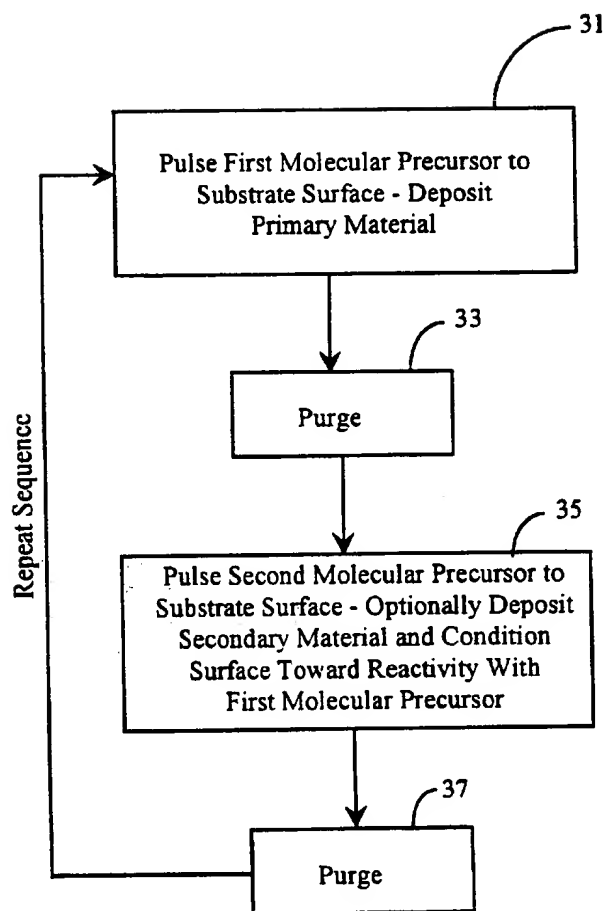 31
Pulse First Molecular Precursor to
Substrate Surface - Deposit
Primary Material
33
Purge
35
Pulse Second Molecular Precursor to
Substrate Surface - Optionally Deposit
Secondary Material and Condition
Surface Toward Reactivity With
First Molecular Precursor
37
Purge
Repeat Sequence